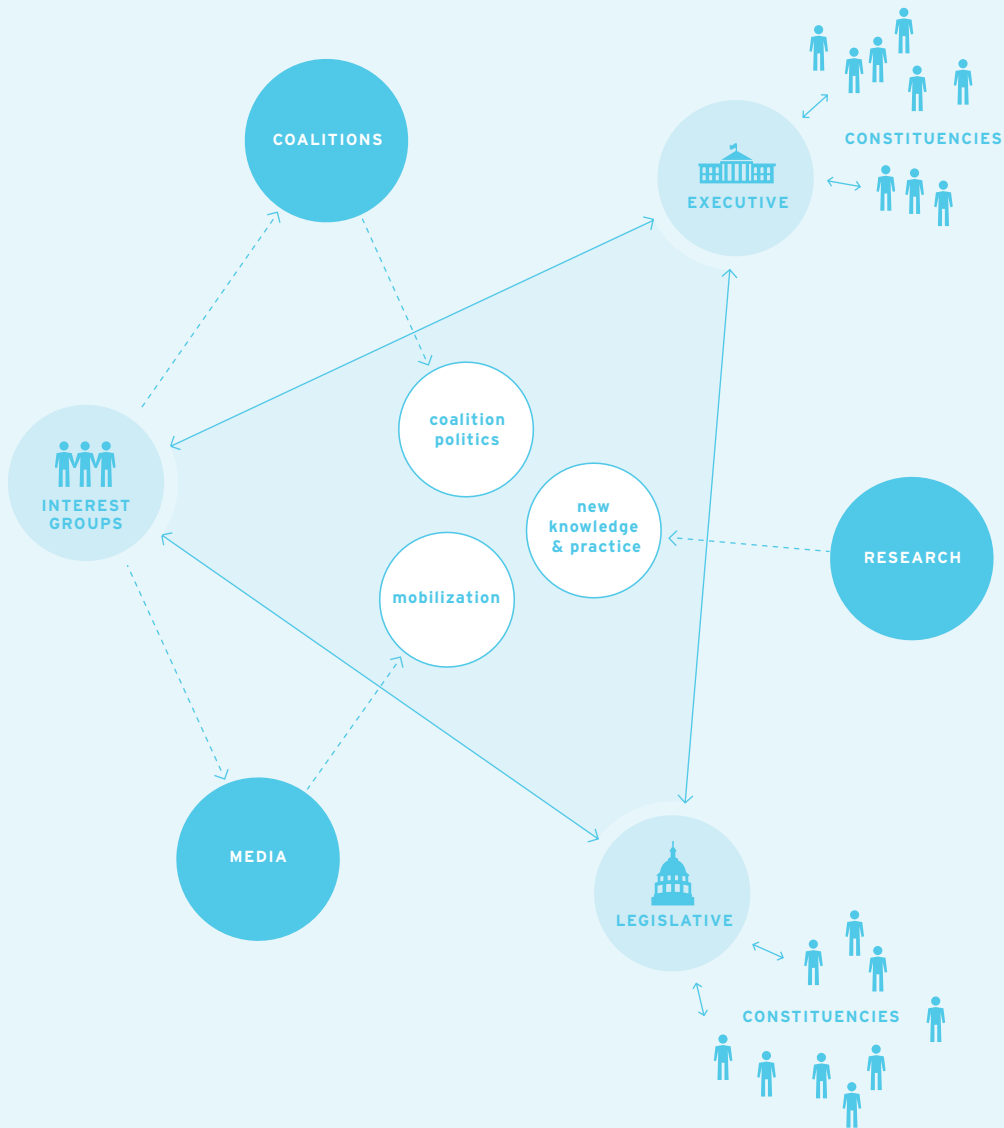 COALITIONS
CONSTITUENCIES
EXECUTIVE
coalition
politics
INTEREST
GROUPS
new
knowledge
& practice
RESEARCH
mobilization
MEDIA
LEGISLATIVE
CONSTITUENCIES